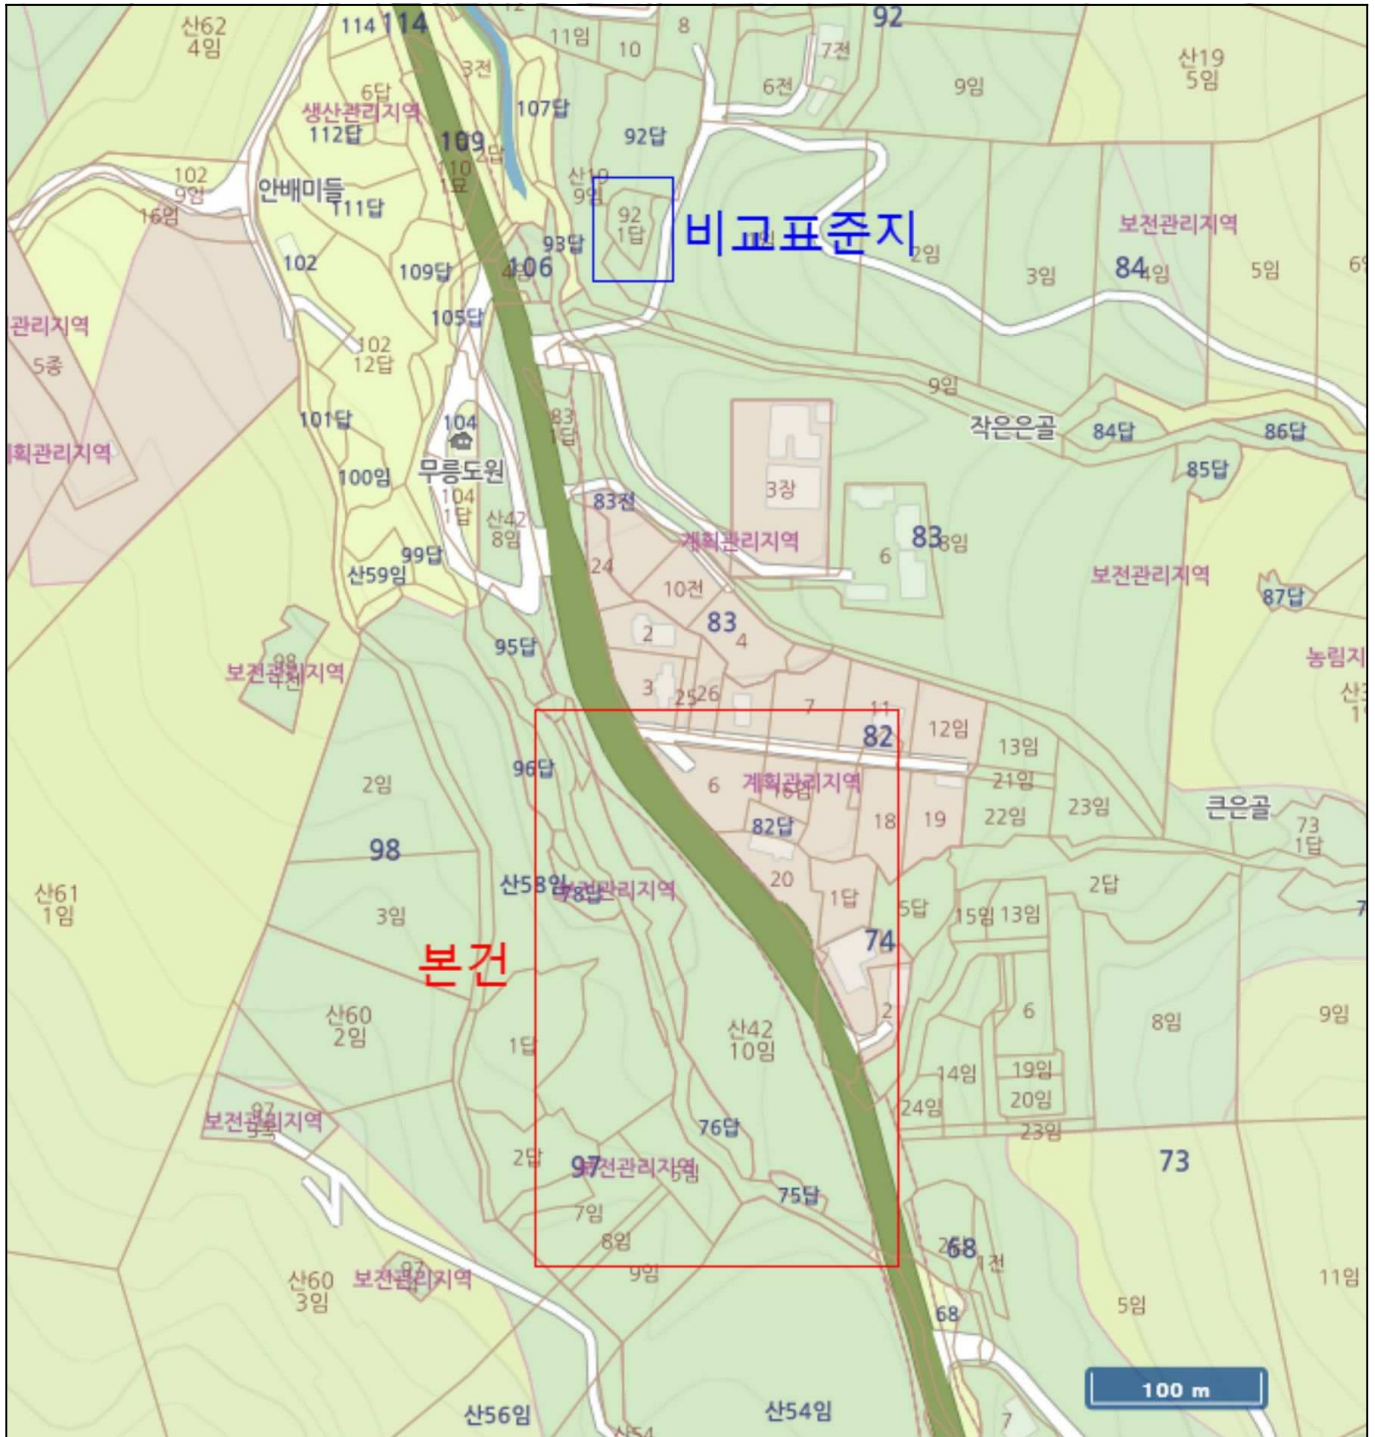 산62
4임
114
114
12
11임
10
8
92
7전
6전
9임
산19
5임
6답
3전
생산관리지역
112답
107답
92답
109
2답
110
1묘
102
9임
16임
안배미들
111답
산19
9임
92
1답
비교표준지
보전관리지역
2임
3임
84
4임
5임
102
93답
106
109답
105답
관리지역
5종
102
12답
9임
101답
104
83
1답
작은은골
84답
86답
획관리지역
100임
무릉도원
104
1답
산42
8임
83전
3장
85답
계획관리지역
83
8임
6
99답
산59임
24
10전
보전관리지역
87답
2
83
4
95답
98
보전관리지역
농림지
3
25
26
7
11
12임
82
13임
96답
2임
6
계획관리지역
21임
82답
18
19
22임
23임
큰은골
73
1답
98
산58임
78답
보전관리지역
20
1답
2답
산61
1임
3임
5답
15임
13임
74
본건
2
6
8임
9임
산60
2임
1답
산42
10임
14임
19임
20임
24임
97
보전관리지역
76답
23임
2답
97
보전관리지역
73
75답
7임
8임
9임
68
1전
산60
3임
97
보전관리지역
11임
5임
68
100 m
산56임
산54임
산54
7